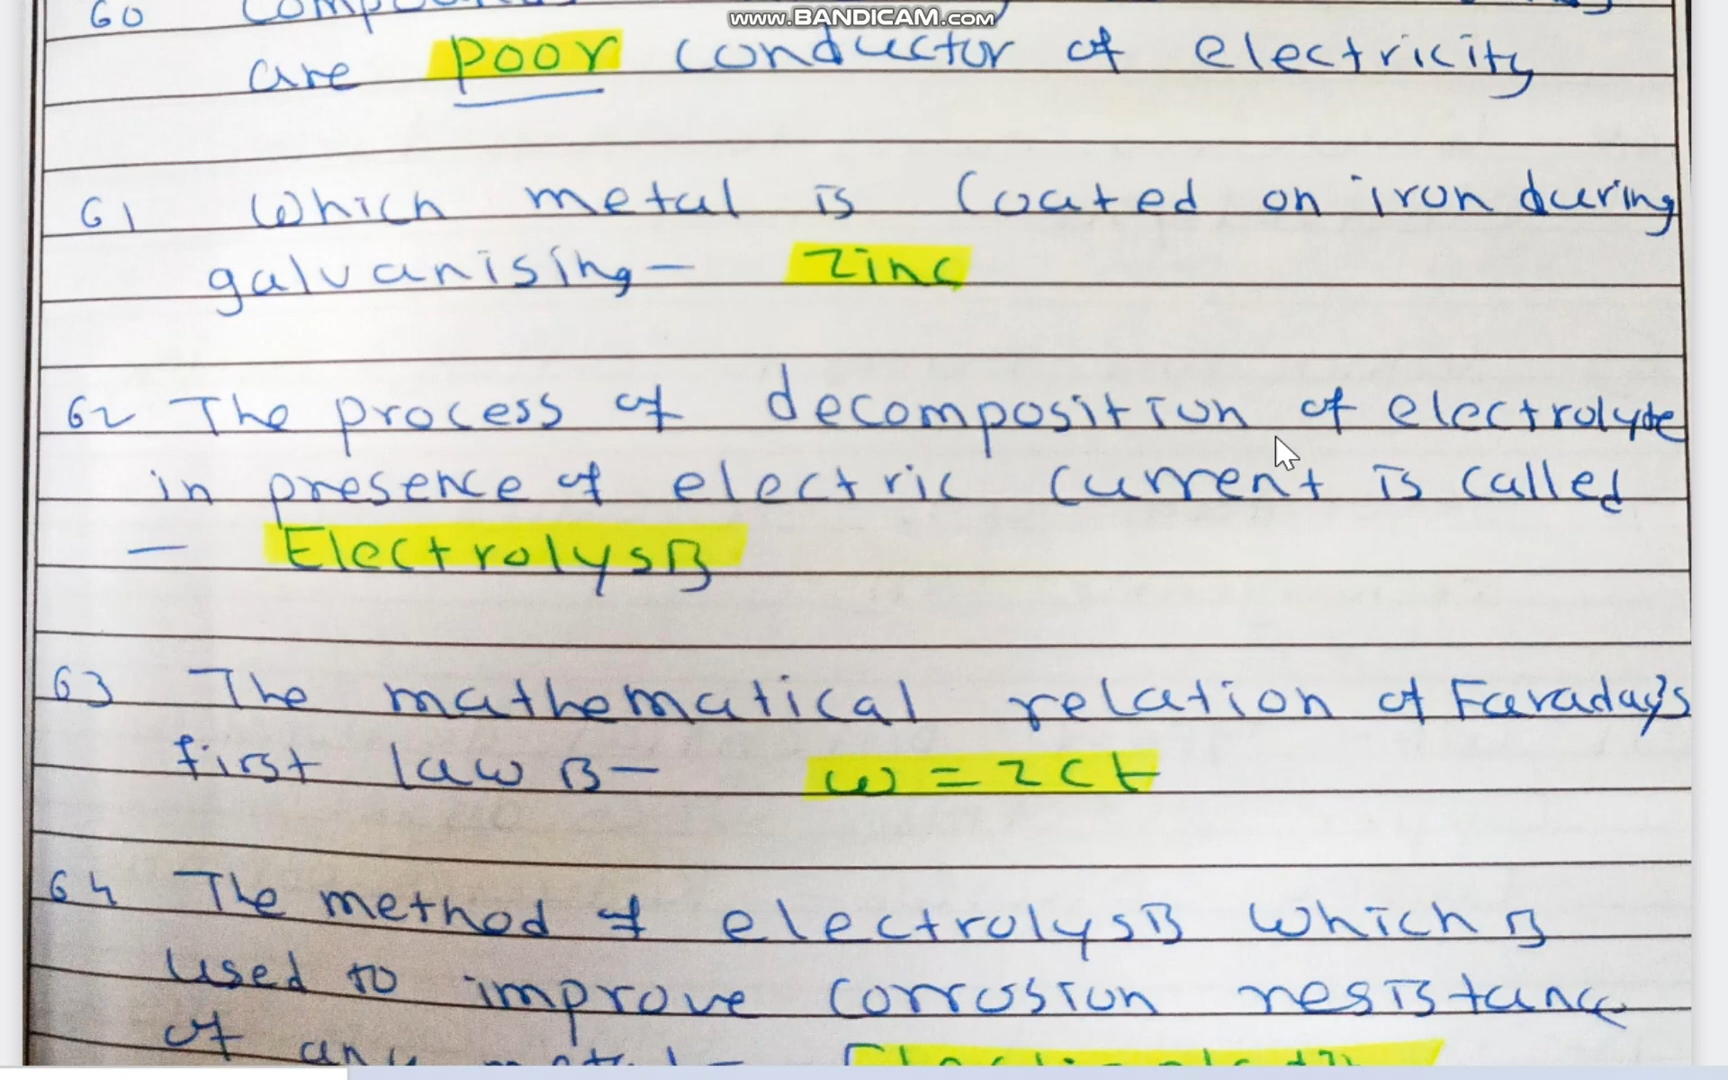 www.BANDICAM.com
60
are poor conductor of electricity
61 Which metal is coated on iron during
galvanising - Zinc
62 The process of decomposition of electrolyte
in presence of electric current is called
- Electrolysis
63 The mathematical relation of Faraday's
first law is - w = zct
64 The method of electrolysis which is
used to improve corrosion resistance
of any metal -